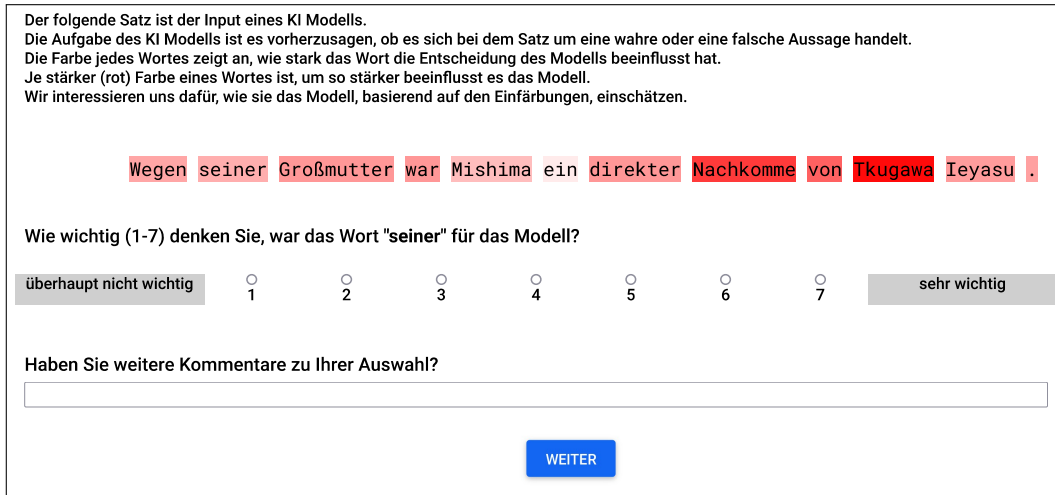 Der folgende Satz ist der Input eines KI Modells.
Die Aufgabe des KI Modells ist es vorherzusagen, ob es sich bei dem Satz um eine wahre oder eine falsche Aussage handelt.
Die Farbe jedes Wortes zeigt an, wie stark das Wort die Entscheidung des Modells beeinflusst hat.
Je stärker (rot) Farbe eines Wortes ist, um so stärker beeinflusst es das Modell.
Wir interessieren uns dafür, wie sie das Modell, basierend auf den Einfärbungen, einschätzen.
Wegen seiner Großmutter war Mishima ein direkter Nachkomme von Tkugawa Ieyasu .
Wie wichtig (1-7) denken Sie, war das Wort "seiner" für das Modell?
überhaupt nicht wichtig 1 2 3 4 5 6 7 sehr wichtig
Haben Sie weitere Kommentare zu Ihrer Auswahl?
WEITER